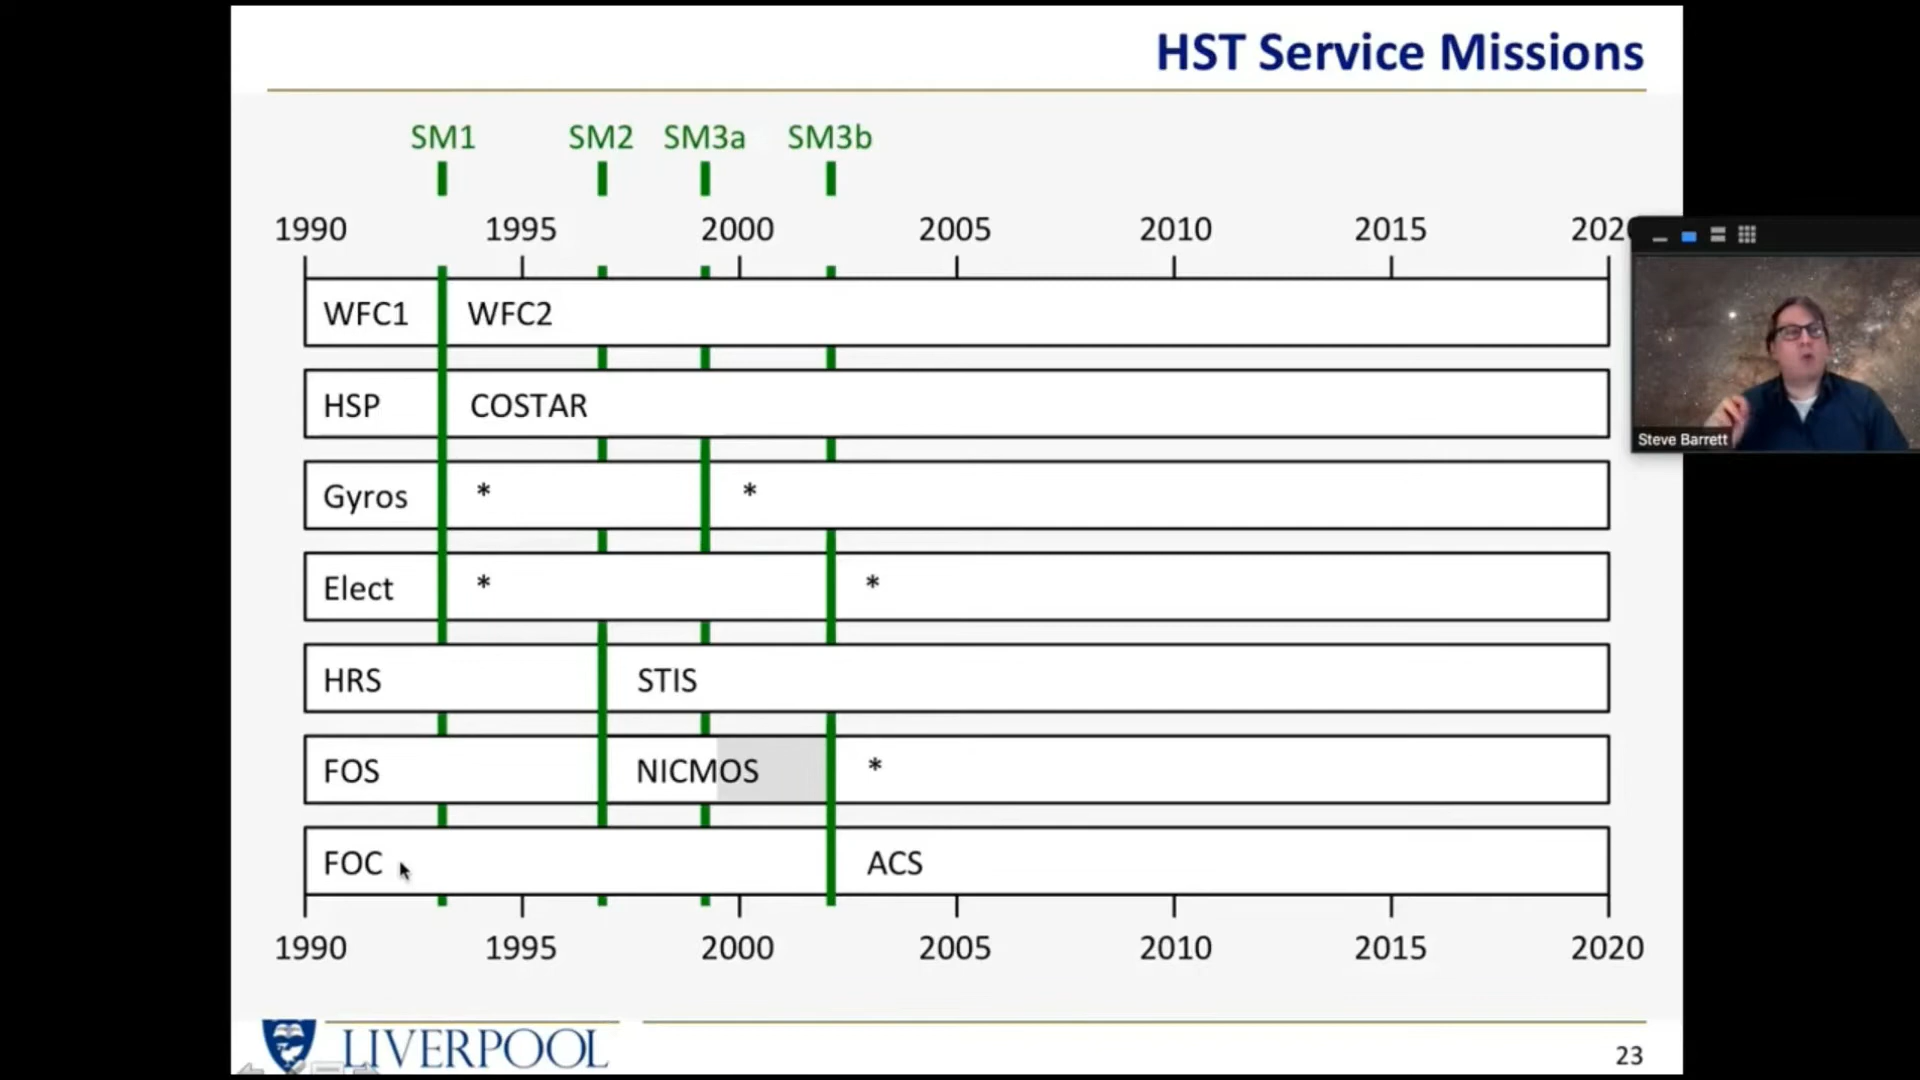 HST Service Missions
SM1 SM2 SM3a SM3b
1990 1995 2000 2005 2010 2015 202
WFC1 WFC2
HSP COSTAR
Gyros * *
Elect * *
HRS STIS
FOS NICMOS *
FOC ACS
1990 1995 2000 2005 2010 2015 2020
LIVERPOOL
23
Steve Barrett